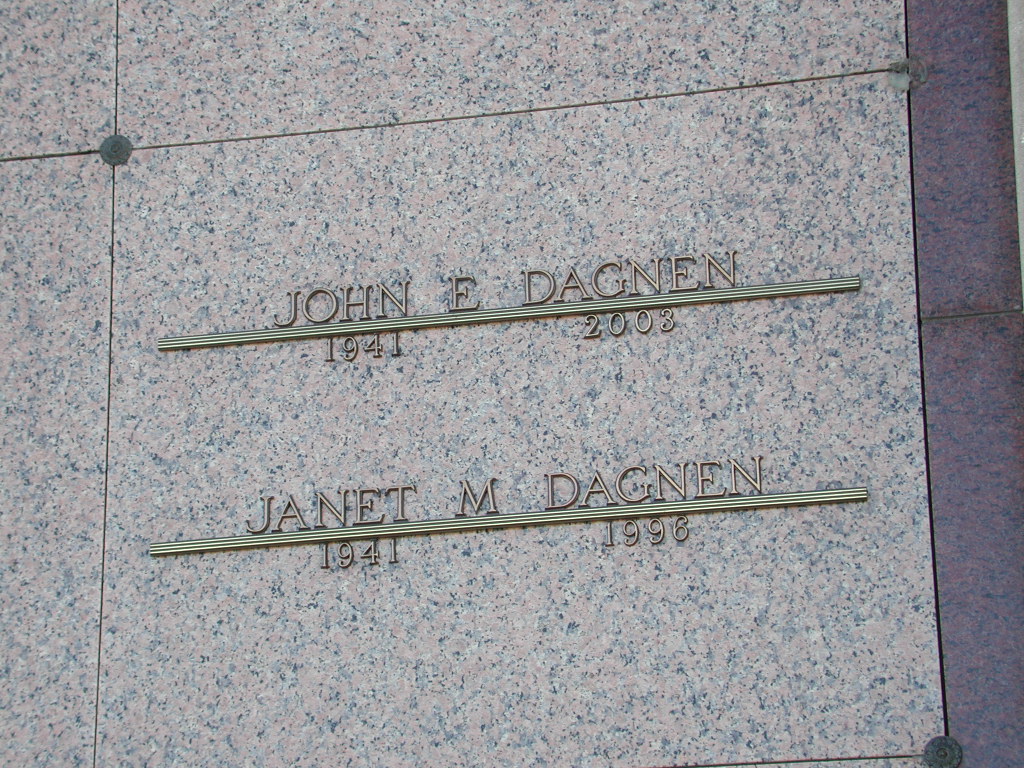 JOHN E DAGNEN
1941 2003
JANET M DAGNEN
1941 1996